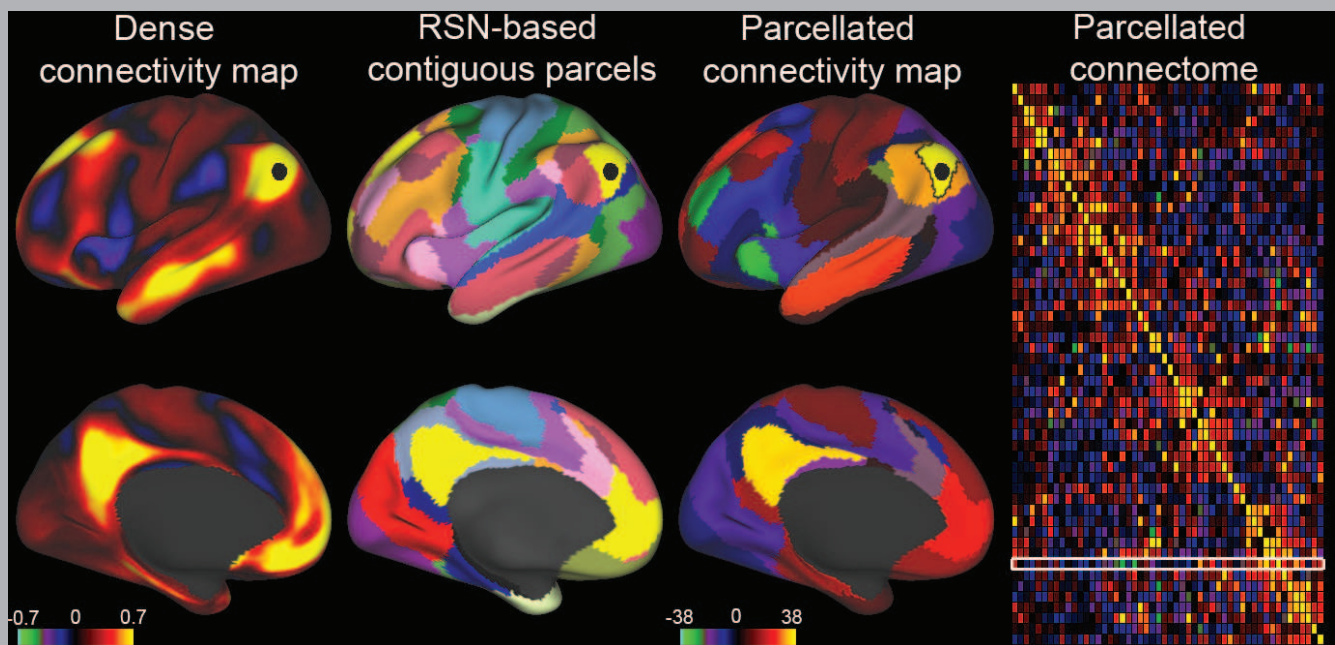 Dense
connectivity map
RSN-based
contiguous parcels
Parcellated
connectivity map
Parcellated
connectome
-0.7 0 0.7
-38 0 38